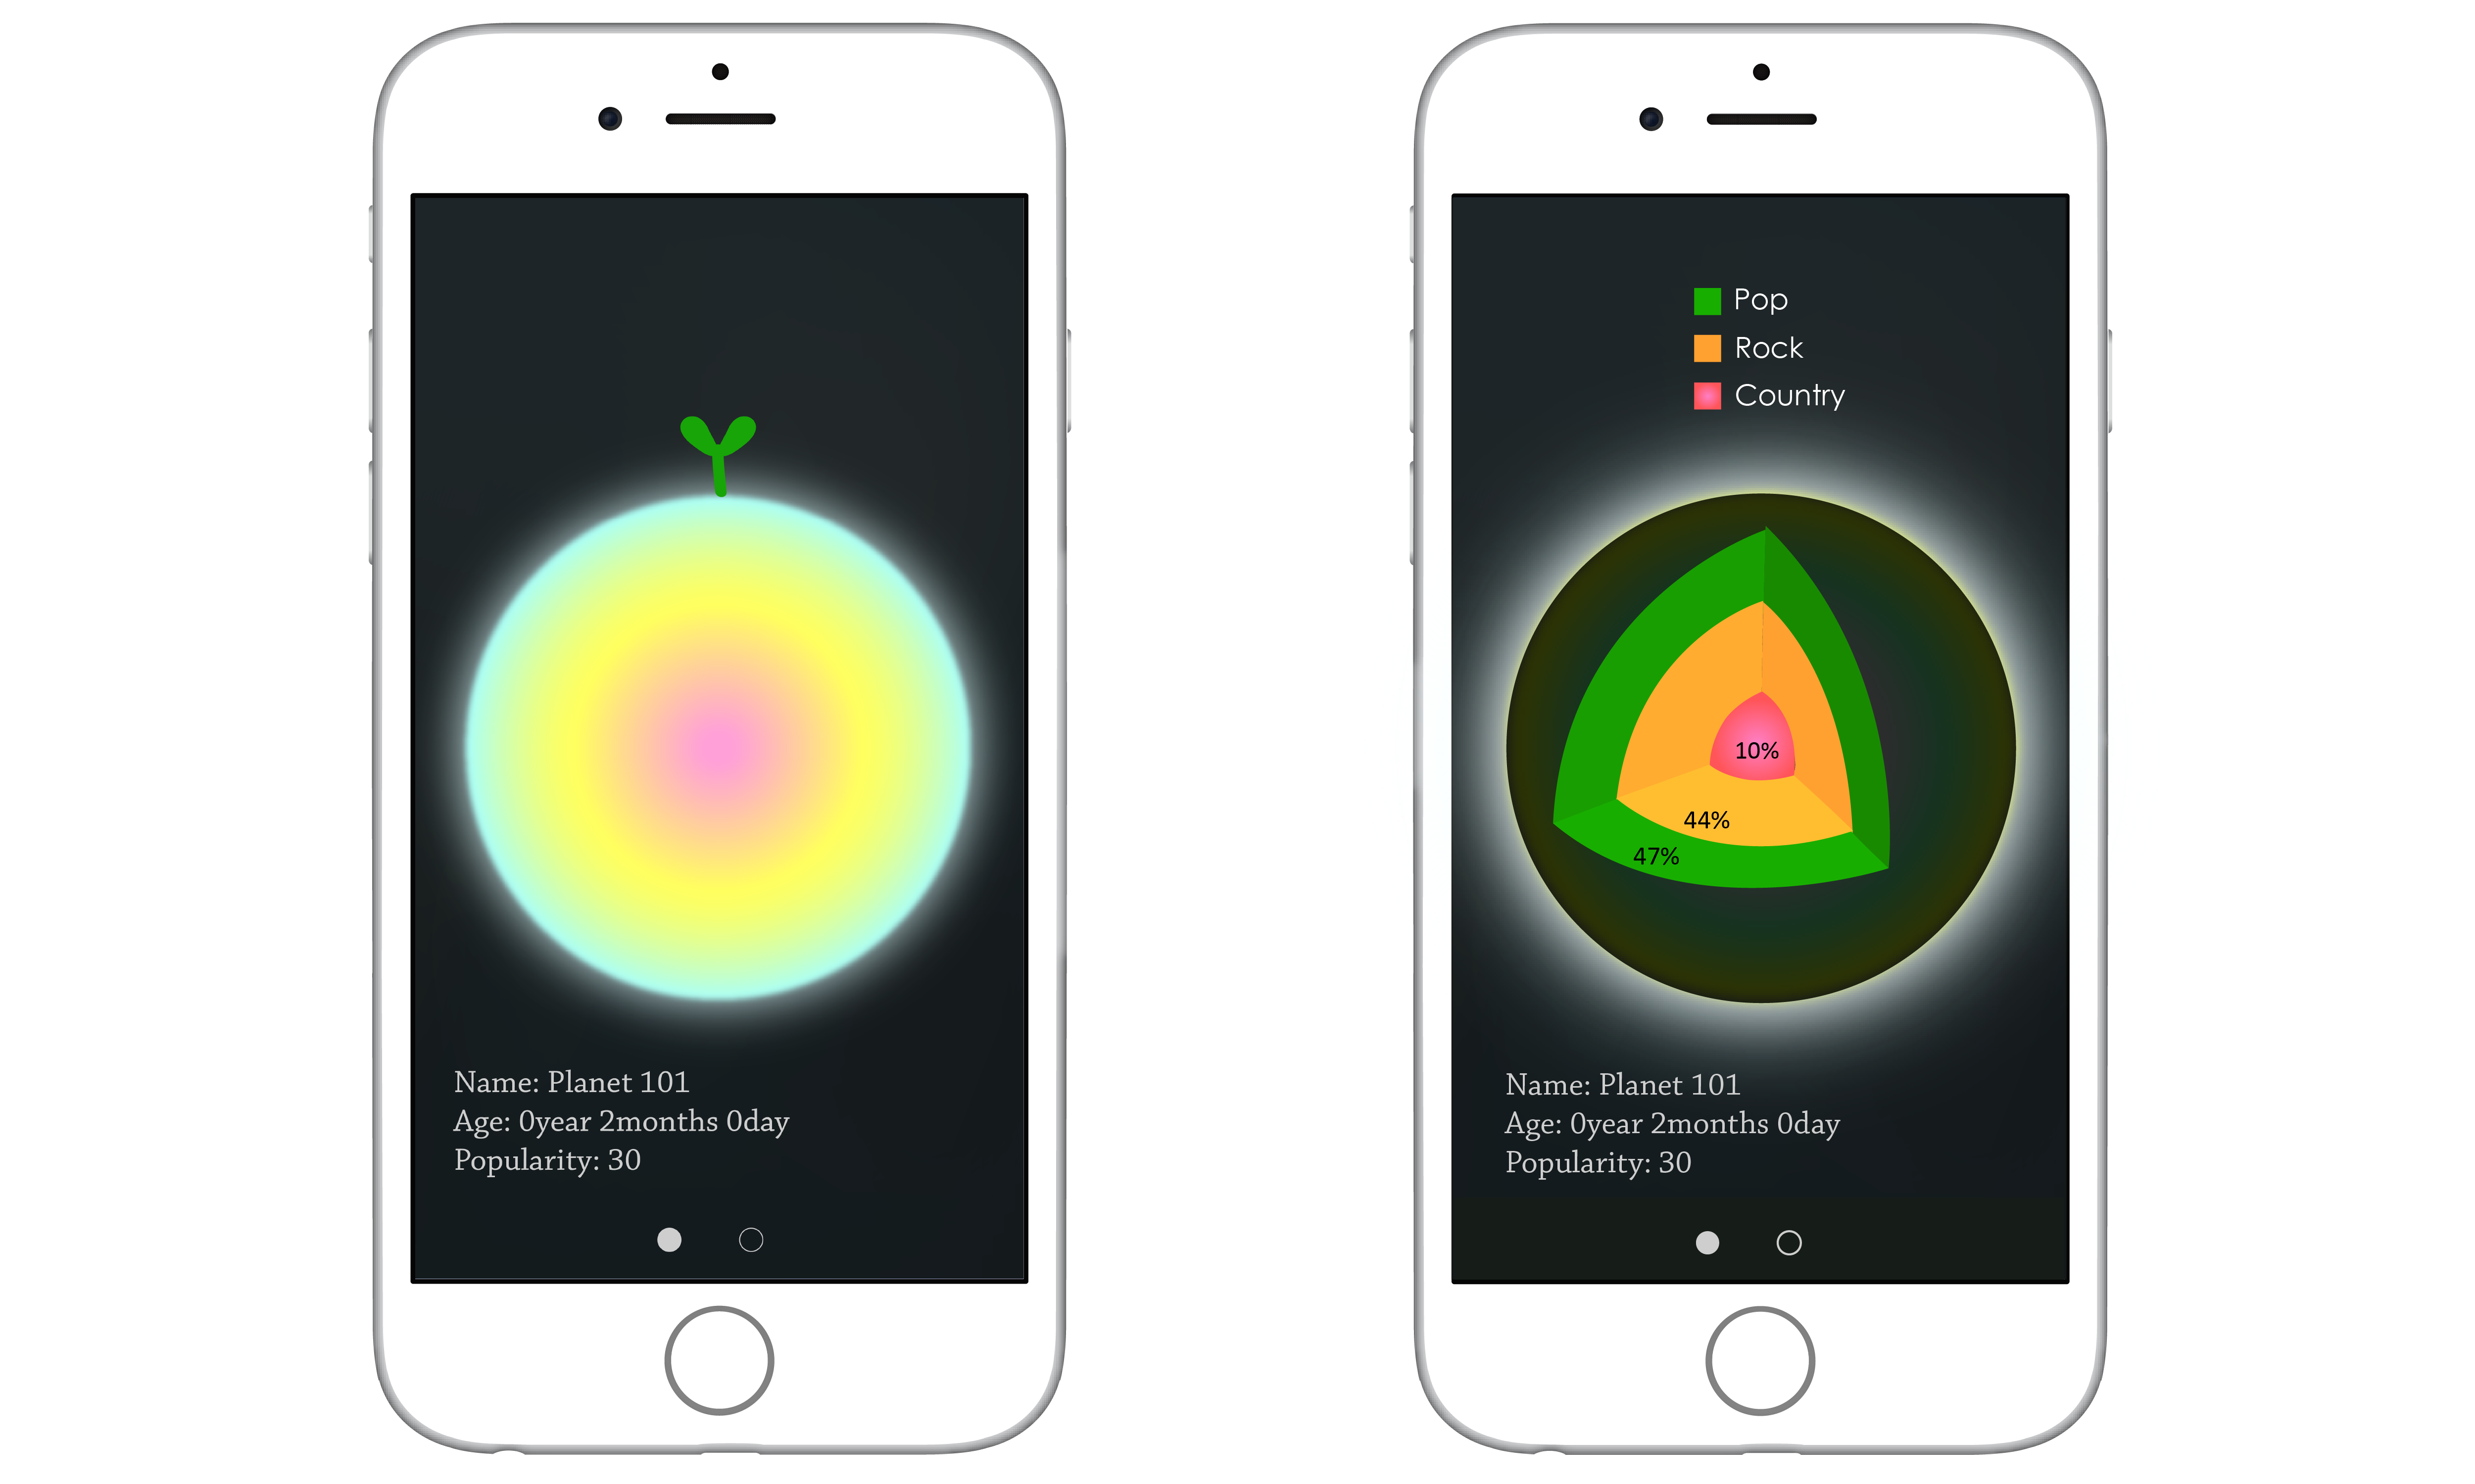 Name: Planet 101
Age: 0year 2months 0day
Popularity: 30
Pop
Rock
Country
10%
44%
47%
Name: Planet 101
Age: 0year 2months 0day
Popularity: 30